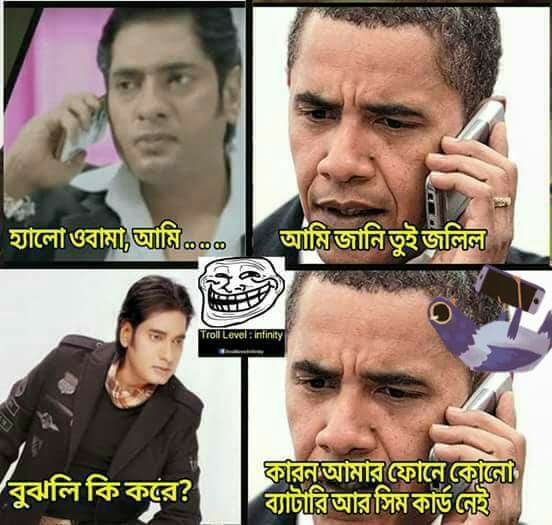 হ্যালো ওবামা, আমি .. .. ..
আমি জানি তুই জলিল
Troll Level : infinity
বুঝলি কি করে?
কারন আমার ফোনে কোনো
ব্যাটারি আর সিম কার্ড নেই